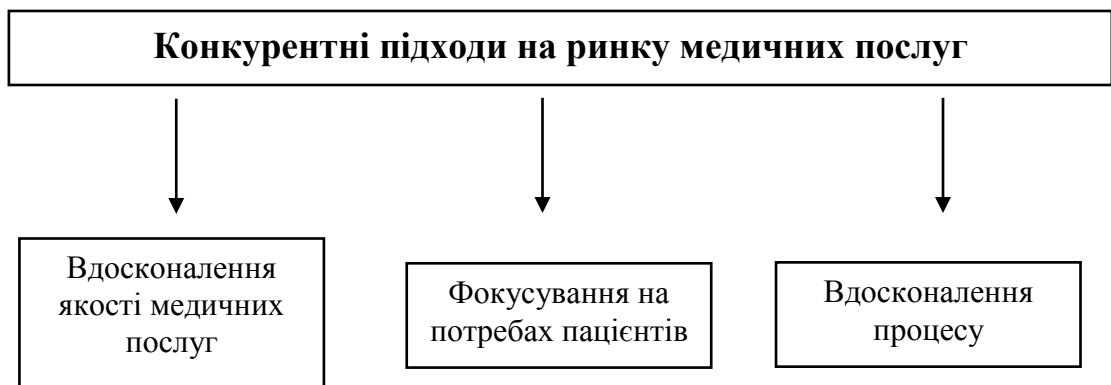 Конкурентні підходи на ринку медичних послуг
Вдосконалення
якості медичних
послуг
Фокусування на
потребах пацієнтів
Вдосконалення
процесу